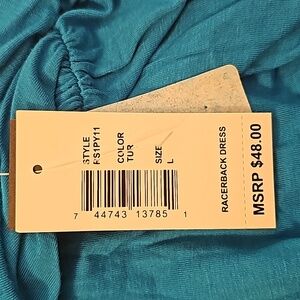 STYLE
FS1PY11
COLOR
TUR
SIZE
L
7 44743 13785 1
RACERBACK DRESS
MSRP $48.00